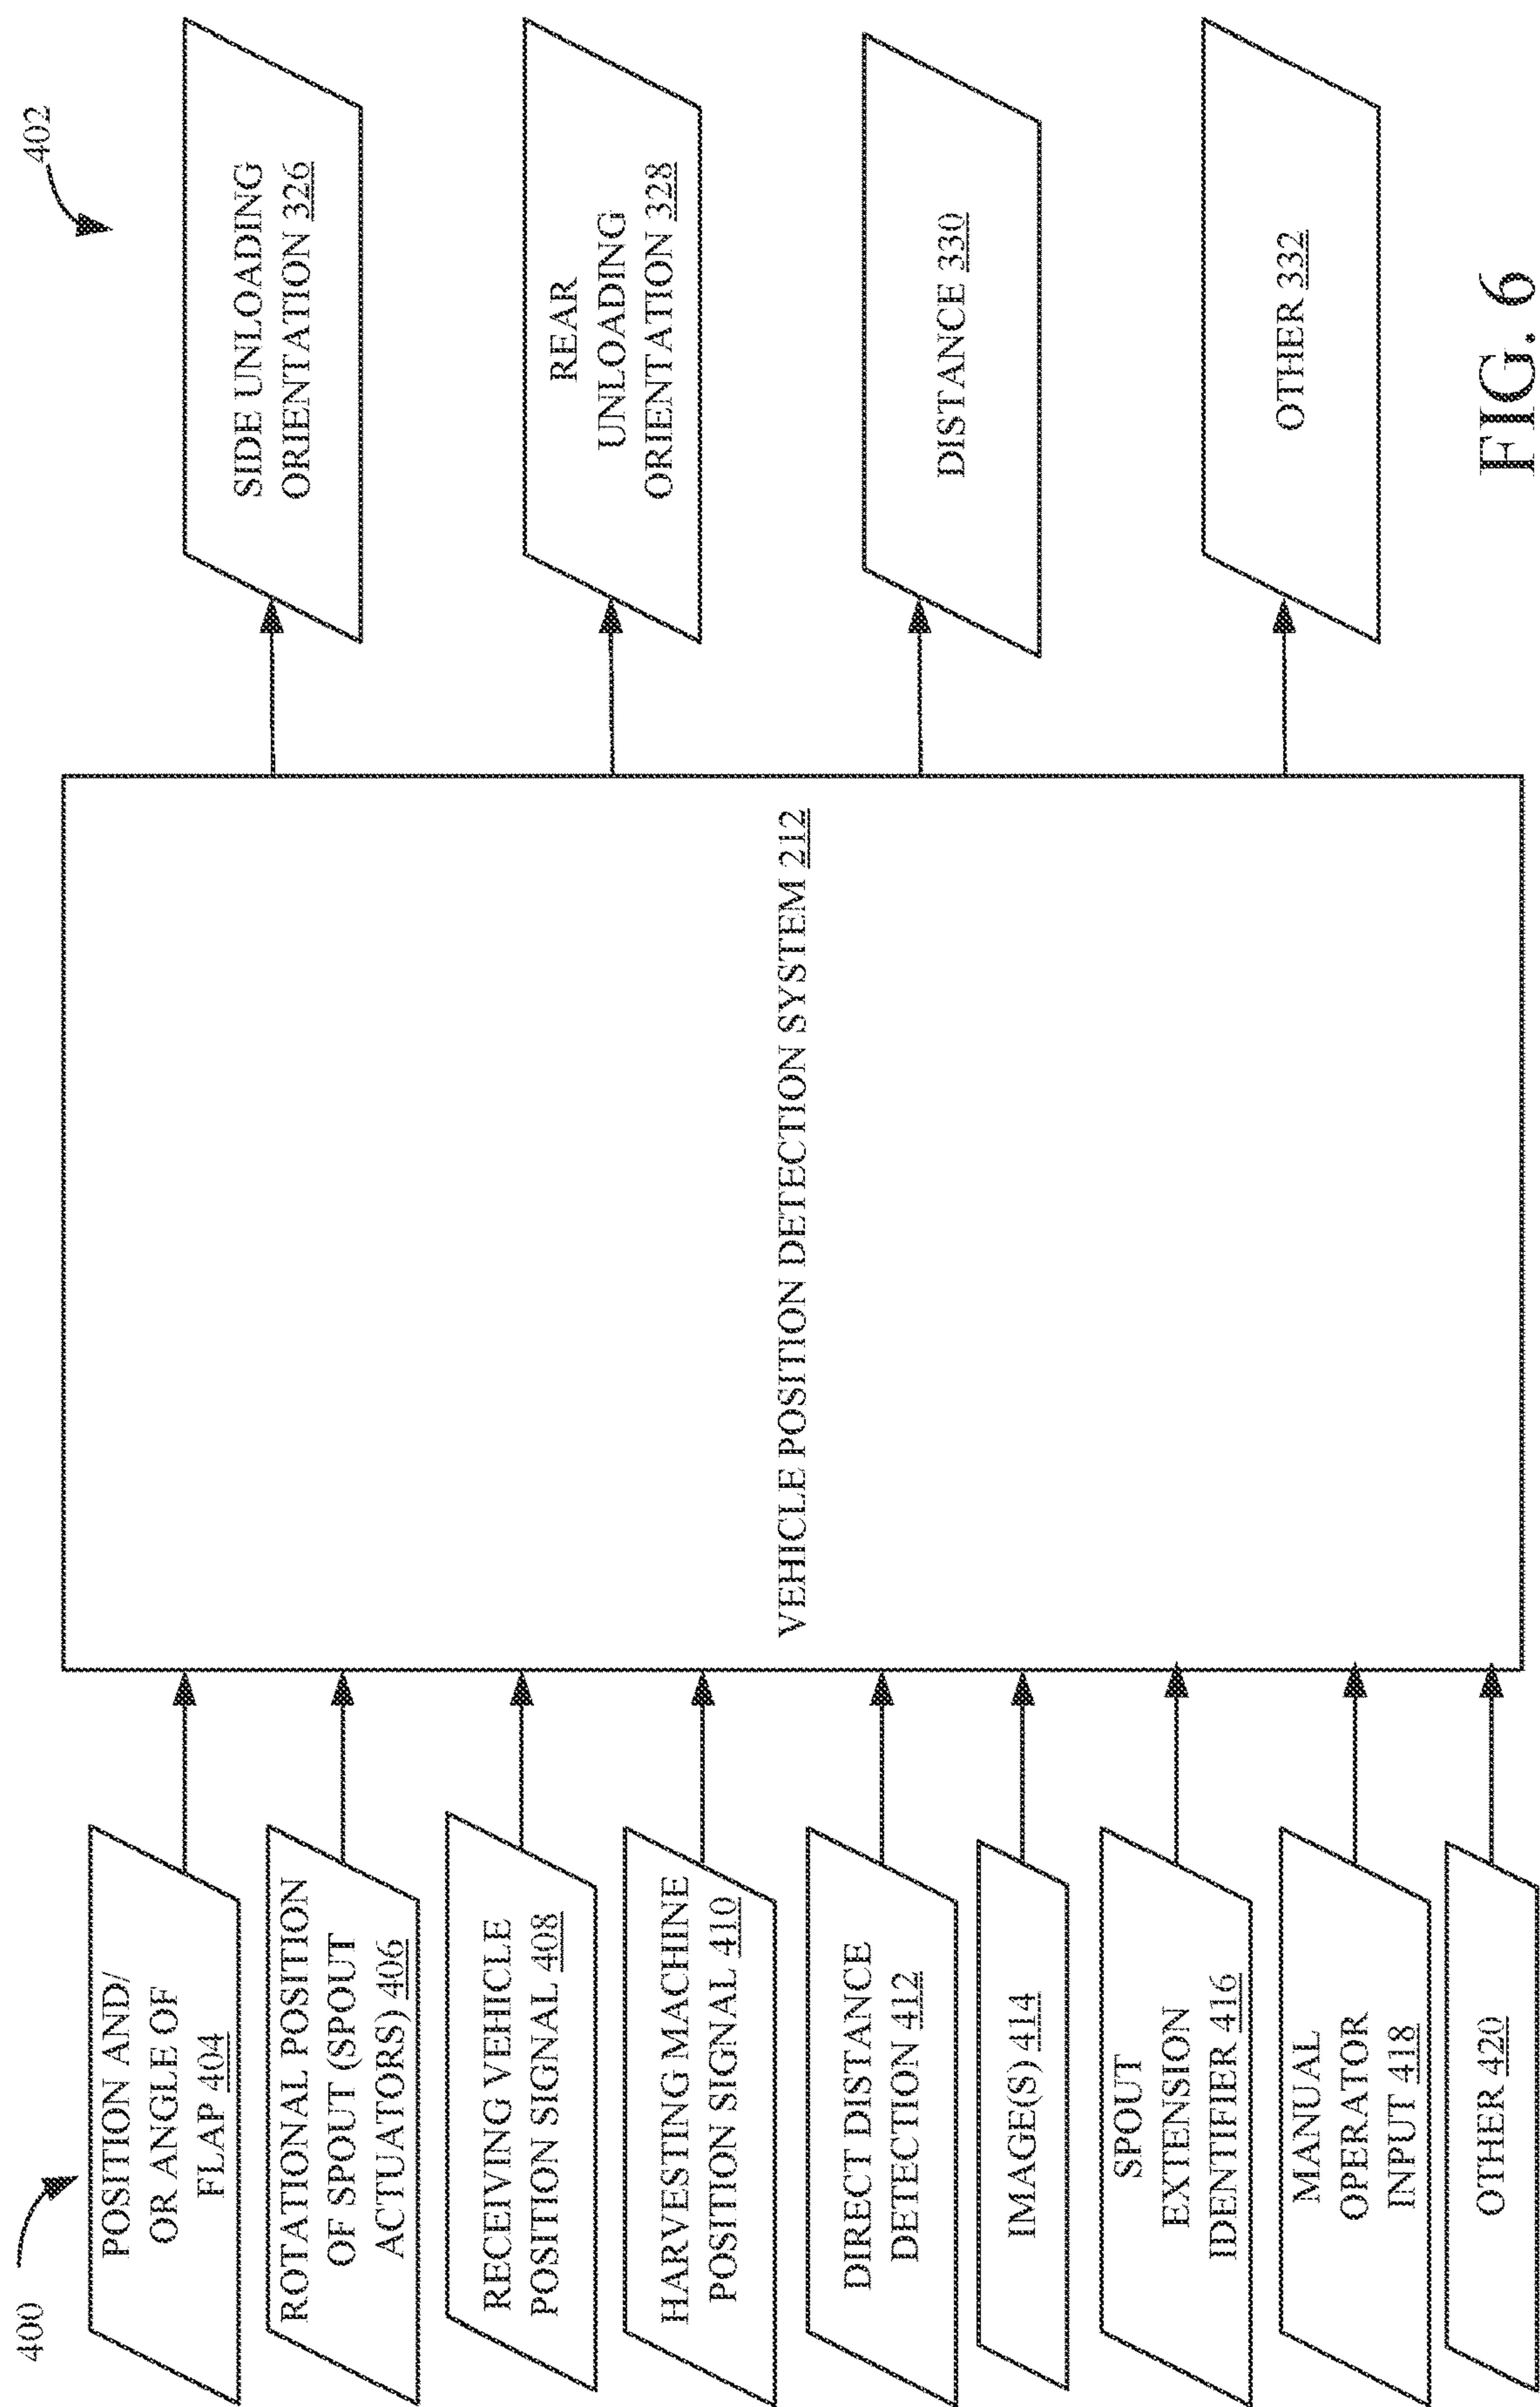 400
POSITION AND/
OR ANGLE OF
FLAP 404
ROTATIONAL POSITION
OF SPOUT (SPOUT
ACTUATORS) 406
RECEIVING VEHICLE
POSITION SIGNAL 408
HARVESTING MACHINE
POSITION SIGNAL 410
DIRECT DISTANCE
DETECTION 412
IMAGE(S) 414
SPOUT
EXTENSION
IDENTIFIER 416
MANUAL
OPERATOR
INPUT 418
OTHER 420
VEHICLE POSITION DETECTION SYSTEM 212
402
SIDE UNLOADING
ORIENTATION 326
REAR
UNLOADING
ORIENTATION 328
DISTANCE 330
OTHER 332
FIG. 6